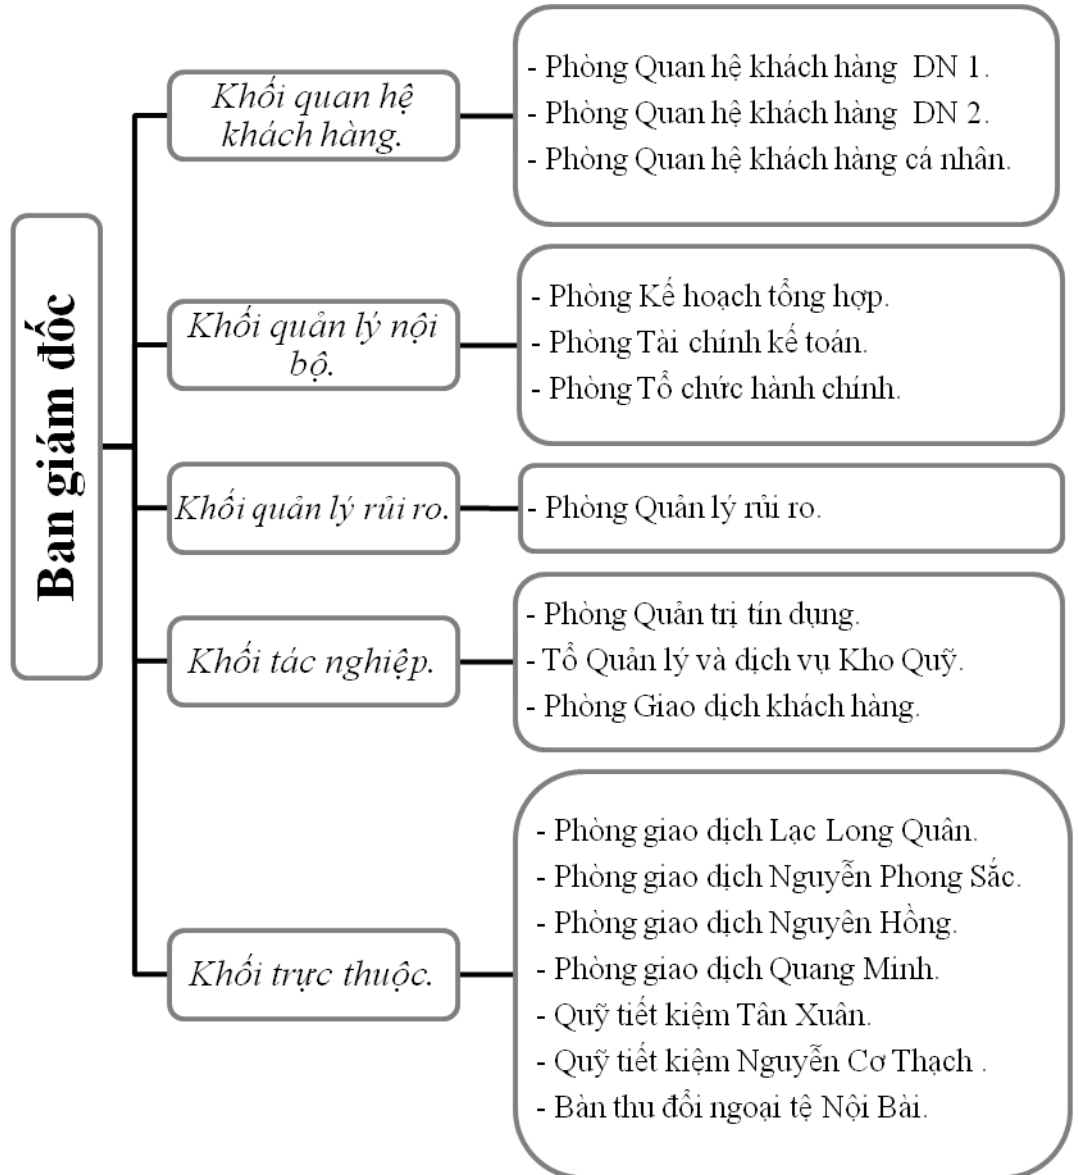 Ban giám đốc
Khối quan hệ
khách hàng.
- Phòng Quan hệ khách hàng  DN 1.
- Phòng Quan hệ khách hàng  DN 2.
- Phòng Quan hệ khách hàng cá nhân.
Khối quản lý nội
bộ.
- Phòng Kế hoạch tổng hợp.
- Phòng Tài chính kế toán.
- Phòng Tổ chức hành chính.
Khối quản lý rủi ro.
- Phòng Quản lý rủi ro.
Khối tác nghiệp.
- Phòng Quản trị tín dụng.
- Tổ Quản lý và dịch vụ Kho Quỹ.
- Phòng Giao dịch khách hàng.
Khối trực thuộc.
- Phòng giao dịch Lạc Long Quân.
- Phòng giao dịch Nguyễn Phong Sắc.
- Phòng giao dịch Nguyên Hồng.
- Phòng giao dịch Quang Minh.
- Quỹ tiết kiệm Tân Xuân.
- Quỹ tiết kiệm Nguyễn Cơ Thạch .
- Bàn thu đổi ngoại tệ Nội Bài.